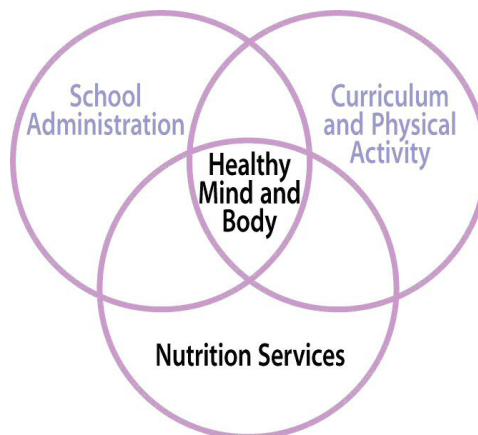 School
Administration
Curriculum
and Physical
Activity
Healthy
Mind and
Body
Nutrition Services